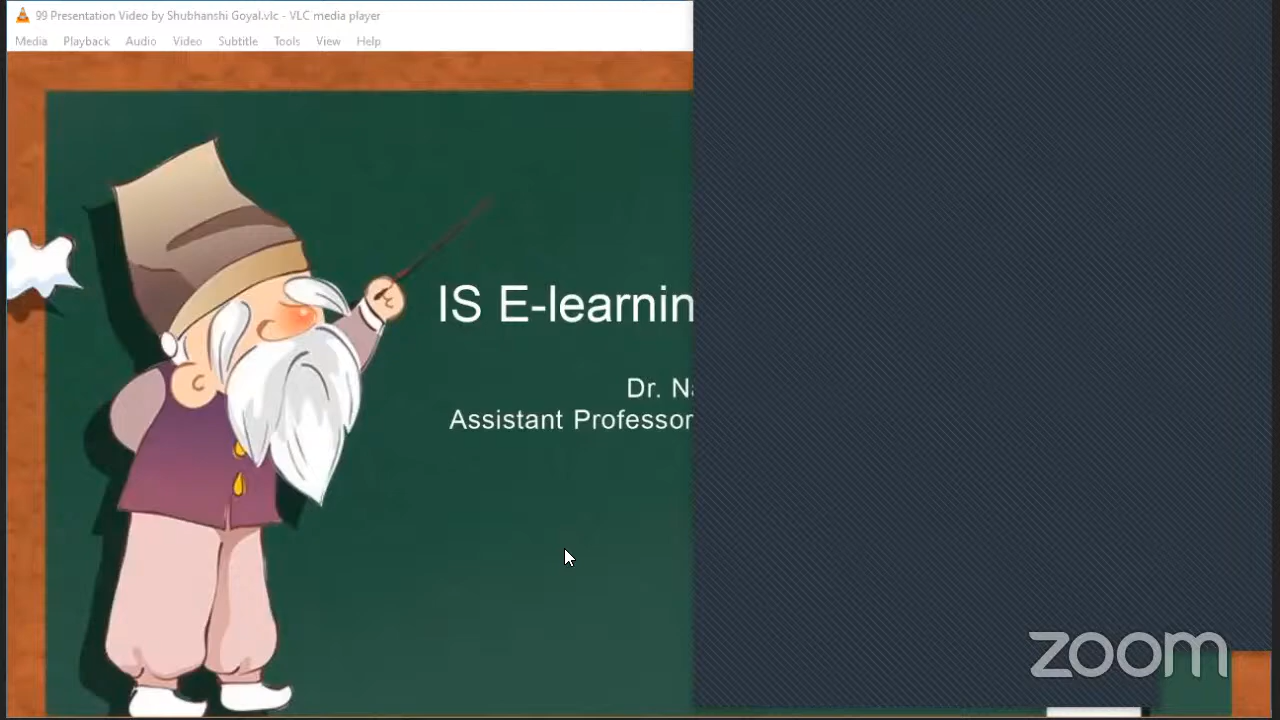 99 Presentation Video by Shubhanshi Goyal.vlc - VLC media player
Media Playback Audio Video Subtitle Tools View Help
IS E-learnin
Dr. Na
Assistant Professor
zoom